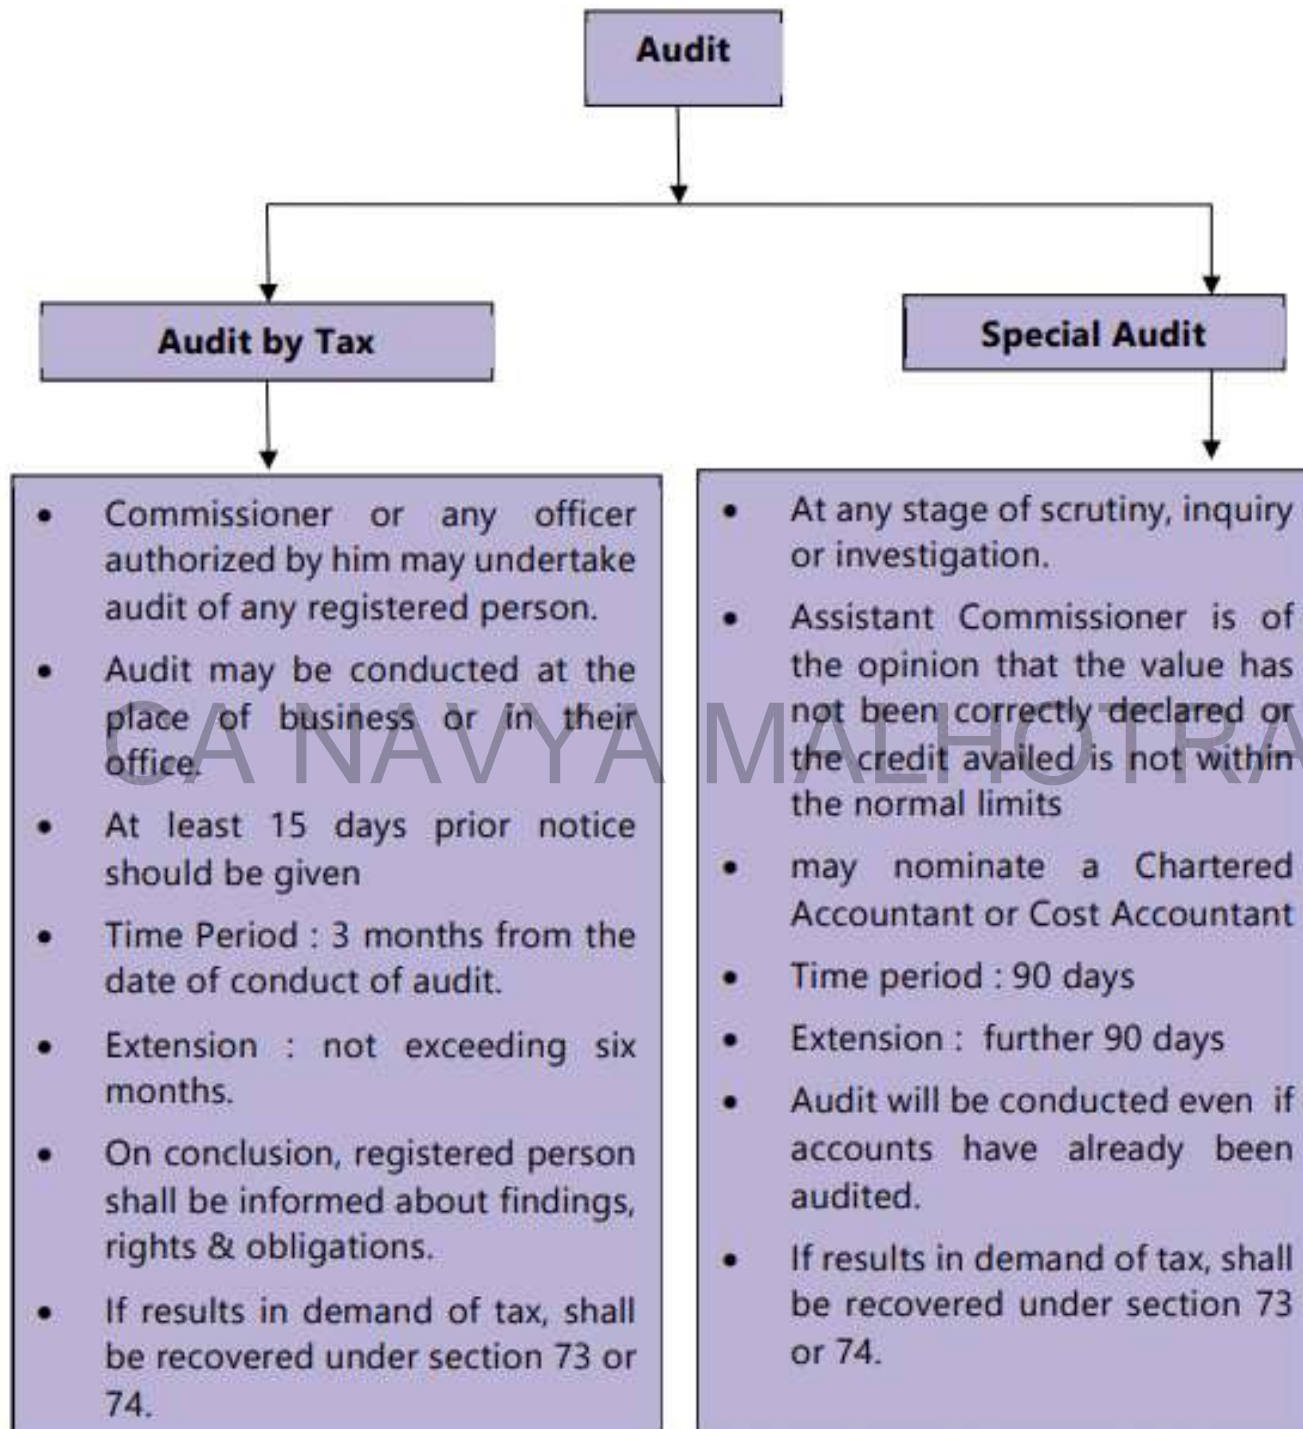 Audit
Audit by Tax
Special Audit
• Commissioner or any officer
authorized by him may undertake
audit of any registered person.
• Audit may be conducted at the
place of business or in their
office.
• At least 15 days prior notice
should be given
• Time Period : 3 months from the
date of conduct of audit.
• Extension : not exceeding six
months.
• On conclusion, registered person
shall be informed about findings,
rights & obligations.
• If results in demand of tax, shall
be recovered under section 73 or
74.
• At any stage of scrutiny, inquiry
or investigation.
• Assistant Commissioner is of
the opinion that the value has
not been correctly declared or
the credit availed is not within
the normal limits
• may nominate a Chartered
Accountant or Cost Accountant
• Time period : 90 days
• Extension : further 90 days
• Audit will be conducted even if
accounts have already been
audited.
• If results in demand of tax, shall
be recovered under section 73
or 74.
CA NAVYA MALHOTRA